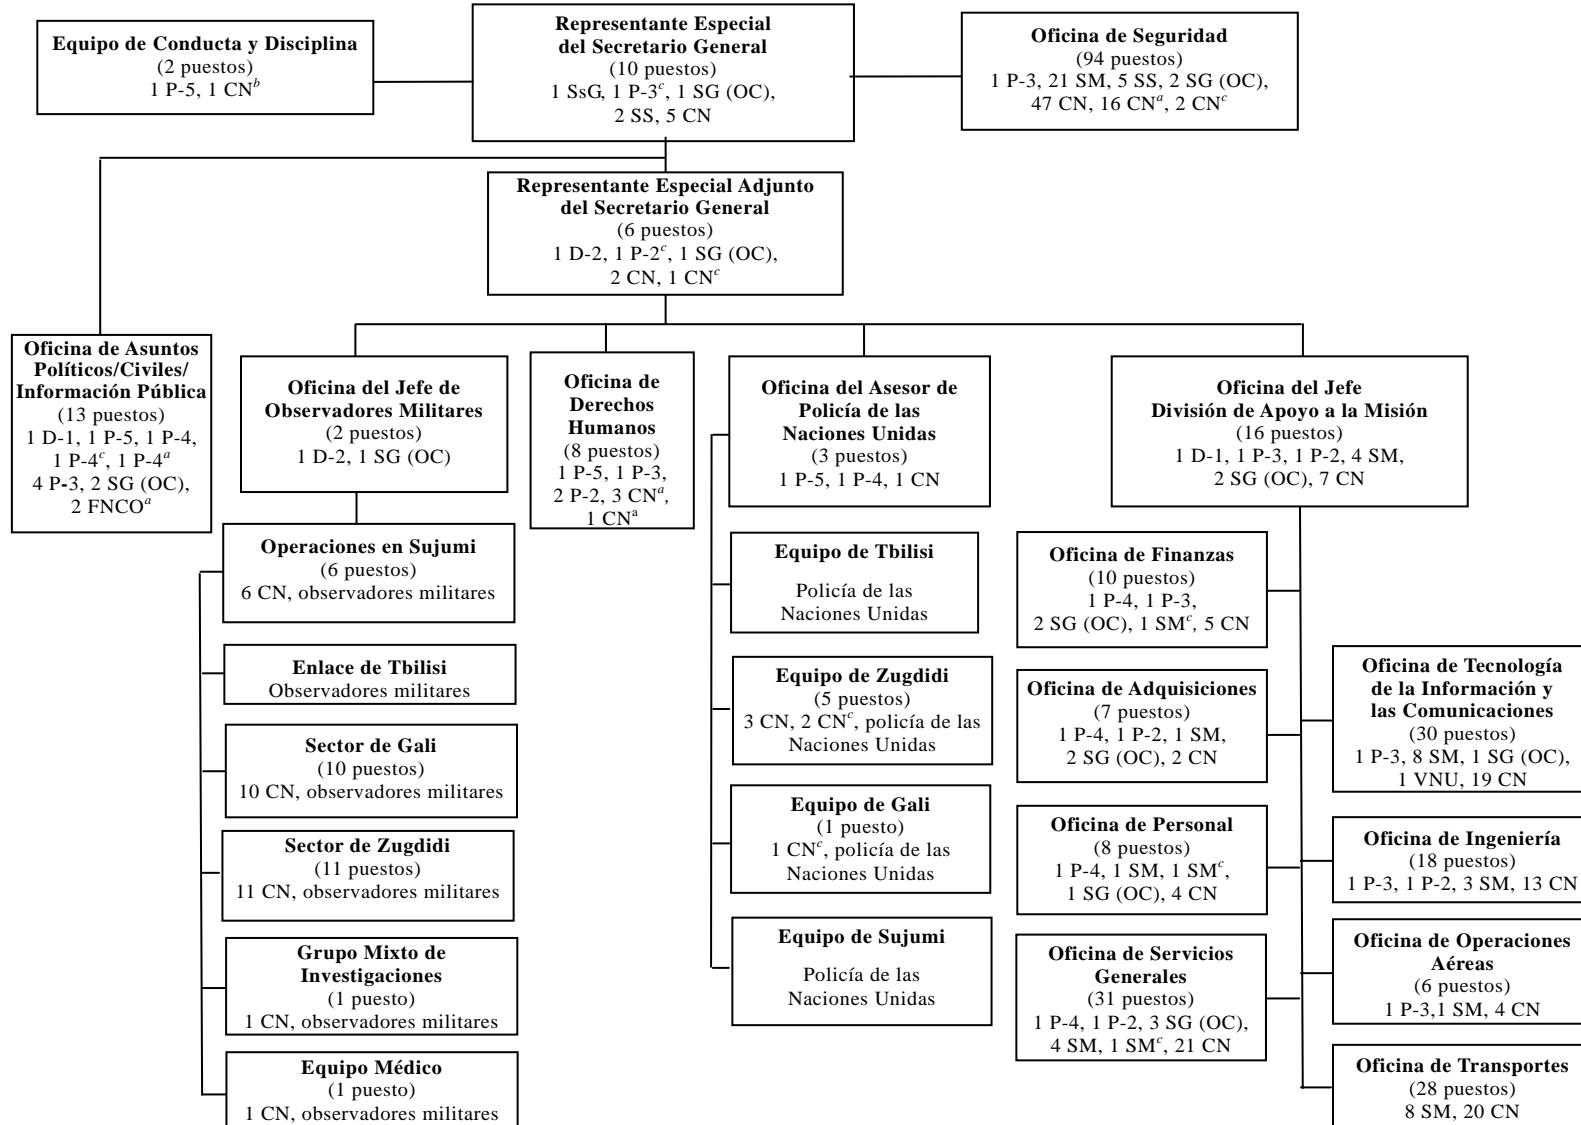 Equipo de Conducta y Disciplina
(2 puestos)
1 P-5, 1 CNᵇ
Representante Especial
del Secretario General
(10 puestos)
1 SsG, 1 P-3ᶜ, 1 SG (OC),
2 SS, 5 CN
Oficina de Seguridad
(94 puestos)
1 P-3, 21 SM, 5 SS, 2 SG (OC),
47 CN, 16 CNᵃ, 2 CNᶜ
Representante Especial Adjunto
del Secretario General
(6 puestos)
1 D-2, 1 P-2ᶜ, 1 SG (OC),
2 CN, 1 CNᶜ
Oficina de Asuntos
Políticos/Civiles/
Información Pública
(13 puestos)
1 D-1, 1 P-5, 1 P-4,
1 P-4ᶜ, 1 P-4ᵃ
4 P-3, 2 SG (OC),
2 FNCOᵃ
Oficina del Jefe de
Observadores Militares
(2 puestos)
1 D-2, 1 SG (OC)
Oficina de
Derechos
Humanos
(8 puestos)
1 P-5, 1 P-3,
2 P-2, 3 CNᵃ,
1 CNᵃ
Oficina del Asesor de
Policía de las
Naciones Unidas
(3 puestos)
1 P-5, 1 P-4, 1 CN
Oficina del Jefe
División de Apoyo a la Misión
(16 puestos)
1 D-1, 1 P-3, 1 P-2, 4 SM,
2 SG (OC), 7 CN
Operaciones en Sujumi
(6 puestos)
6 CN, observadores militares
Enlace de Tbilisi
Observadores militares
Sector de Gali
(10 puestos)
10 CN, observadores militares
Sector de Zugdidi
(11 puestos)
11 CN, observadores militares
Grupo Mixto de
Investigaciones
(1 puesto)
1 CN, observadores militares
Equipo Médico
(1 puesto)
1 CN, observadores militares
Equipo de Tbilisi
Policía de las
Naciones Unidas
Equipo de Zugdidi
(5 puestos)
3 CN, 2 CNᶜ, policía de las
Naciones Unidas
Equipo de Gali
(1 puesto)
1 CNᶜ, policía de las
Naciones Unidas
Equipo de Sujumi
Policía de las
Naciones Unidas
Oficina de Finanzas
(10 puestos)
1 P-4, 1 P-3,
2 SG (OC), 1 SMᶜ, 5 CN
Oficina de Adquisiciones
(7 puestos)
1 P-4, 1 P-2, 1 SM,
2 SG (OC), 2 CN
Oficina de Personal
(8 puestos)
1 P-4, 1 SM, 1 SMᶜ,
1 SG (OC), 4 CN
Oficina de Servicios
Generales
(31 puestos)
1 P-4, 1 P-2, 3 SG (OC),
4 SM, 1 SMᶜ, 21 CN
Oficina de Tecnología
de la Información y
las Comunicaciones
(30 puestos)
1 P-3, 8 SM, 1 SG (OC),
1 VNU, 19 CN
Oficina de Ingeniería
(18 puestos)
1 P-3, 1 P-2, 3 SM, 13 CN
Oficina de Operaciones
Aéreas
(6 puestos)
1 P-3,1 SM, 4 CN
Oficina de Transportes
(28 puestos)
8 SM, 20 CN